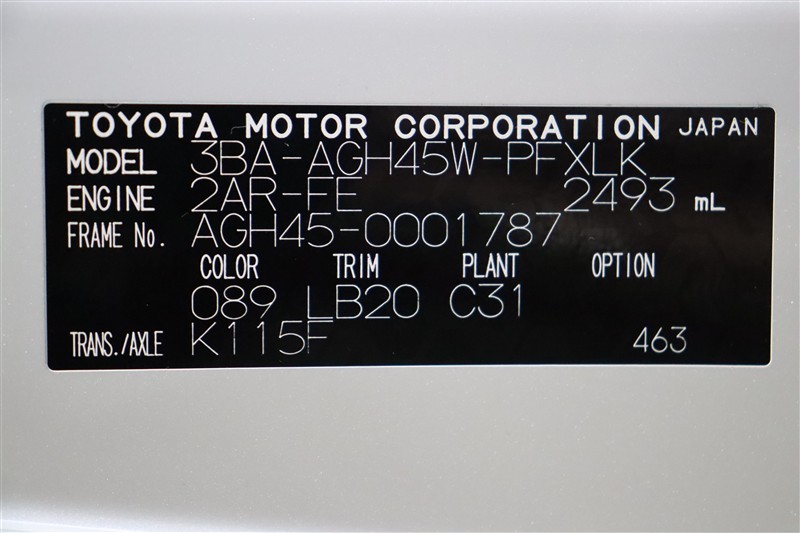 TOYOTA MOTOR CORPORATION JAPAN
MODEL 3BA-AGH45W-PFXLK
ENGINE 2AR-FE 2493 mL
FRAME No. AGH45-0001787
COLOR TRIM PLANT OPTION
089 LB20 C31
TRANS./AXLE K115F 463